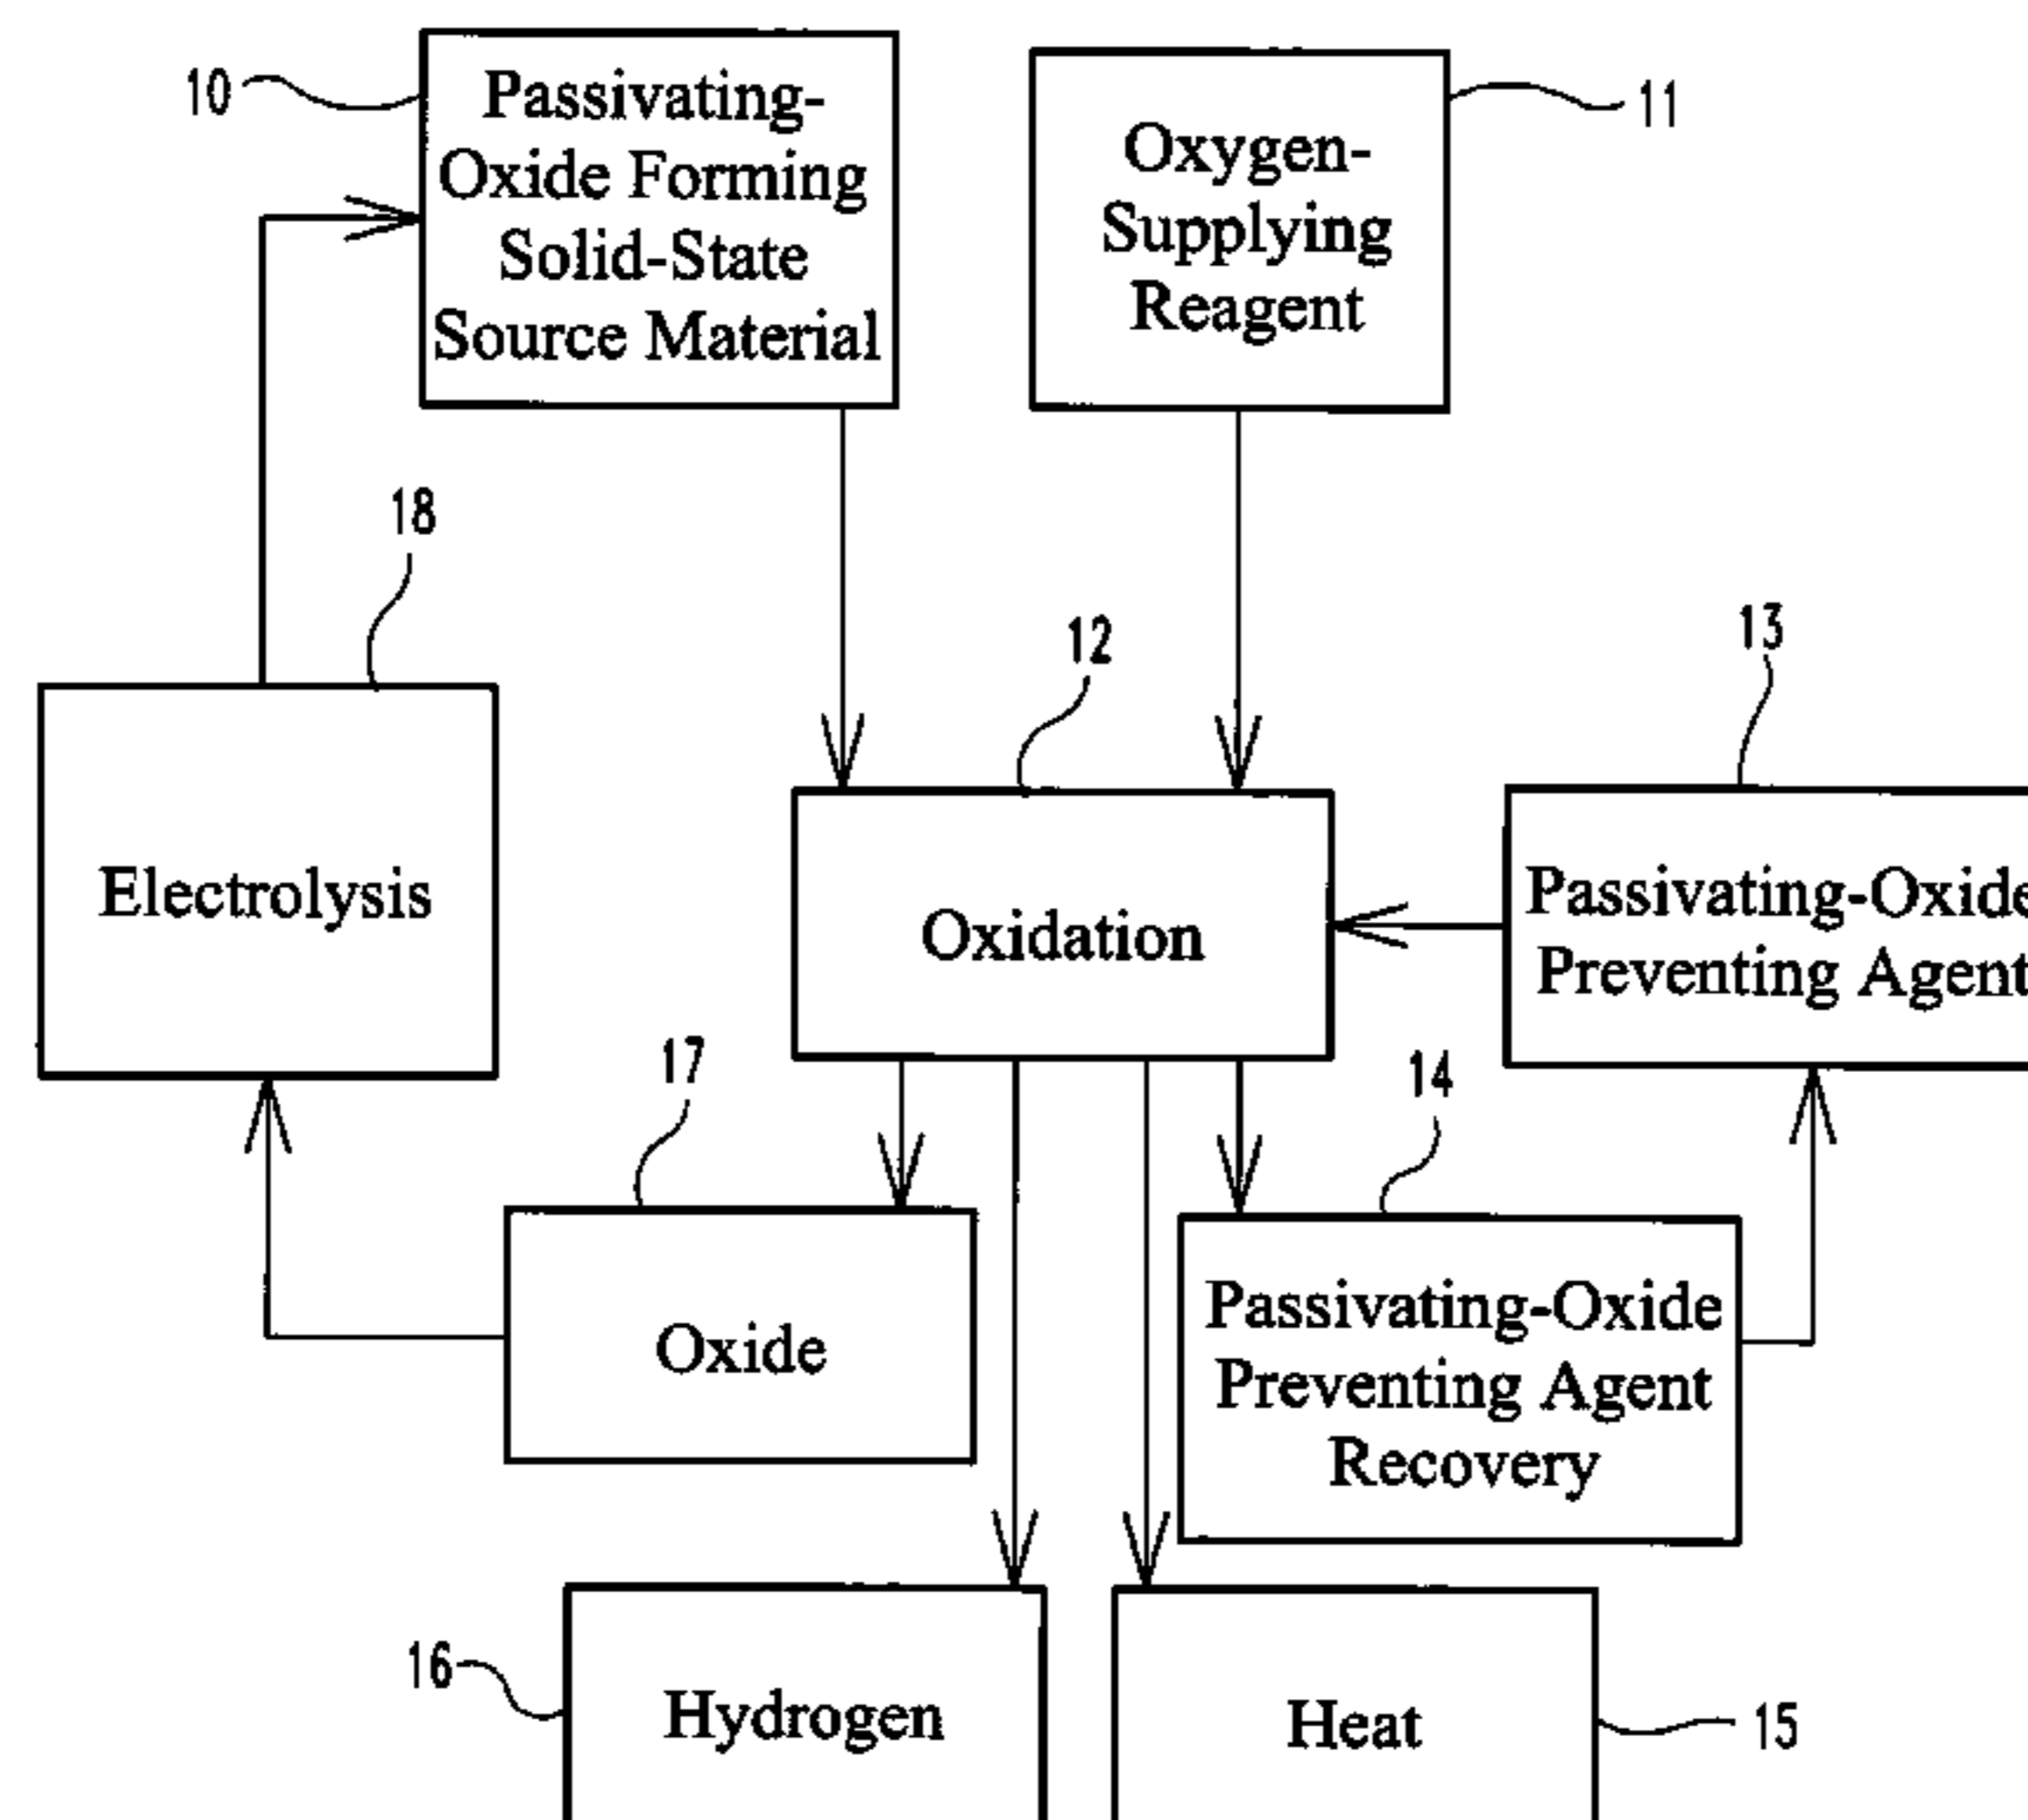 10
Passivating-
Oxide Forming
Solid-State
Source Material
Oxygen-
Supplying
Reagent
11
18
12
13
Electrolysis
Oxidation
Passivating-Oxide
Preventing Agent
17
14
Oxide
Passivating-Oxide
Preventing Agent
Recovery
16
Hydrogen
Heat
15